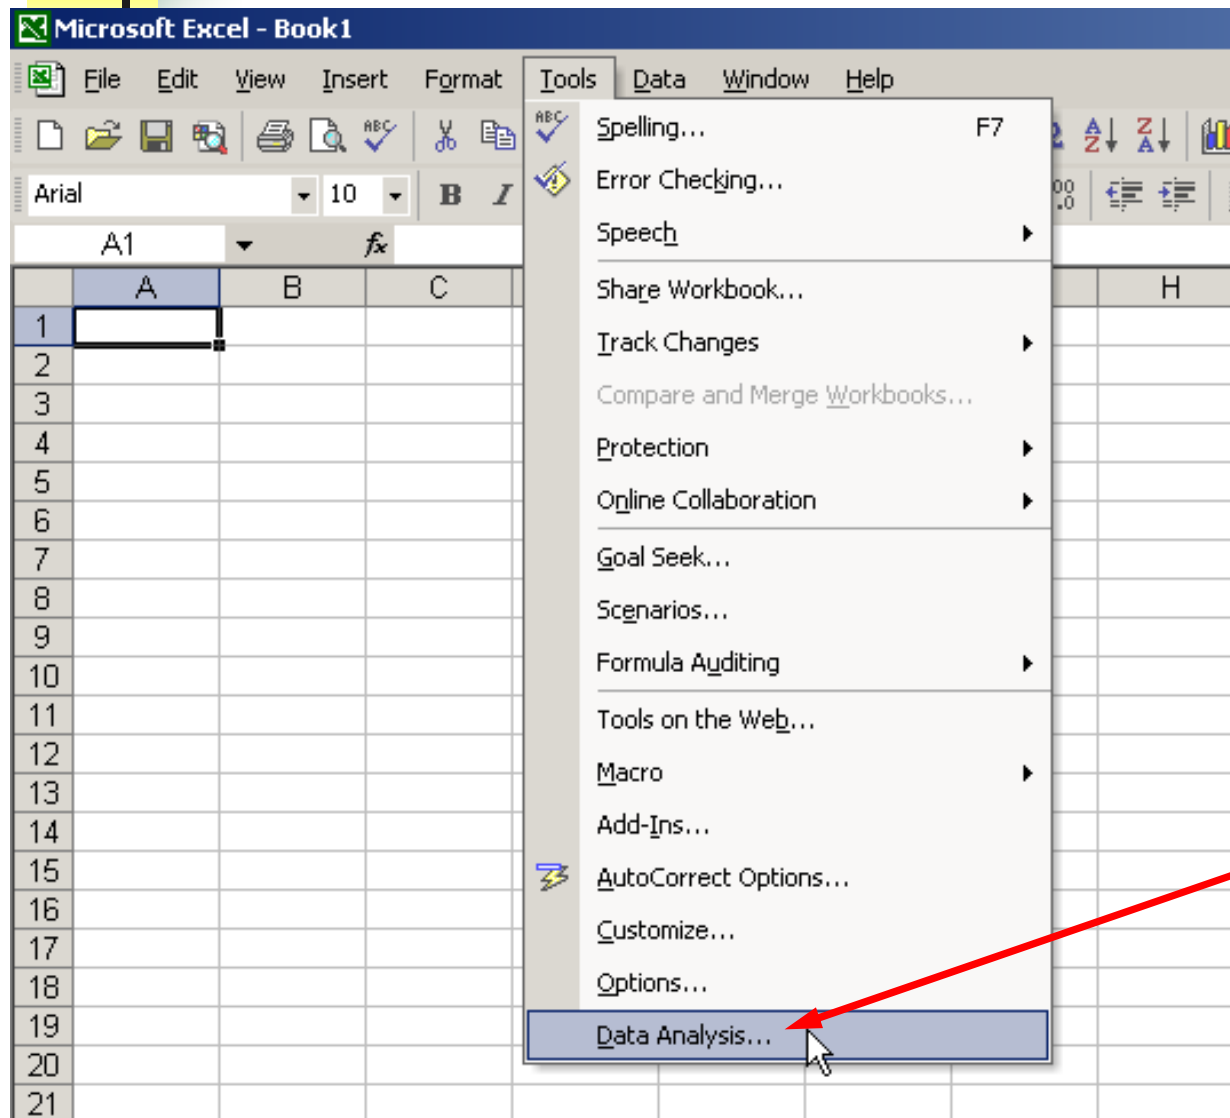 Microsoft Excel - Book1
File Edit View Insert Format Tools Data Window Help
Arial 10 B I
A1 fx
A B C H
1
2
3
4
5
6
7
8
9
10
11
12
13
14
15
16
17
18
19
20
21
Spelling... F7
Error Checking...
Speech
Share Workbook...
Track Changes
Compare and Merge Workbooks...
Protection
Online Collaboration
Goal Seek...
Scenarios...
Formula Auditing
Tools on the Web...
Macro
Add-Ins...
AutoCorrect Options...
Customize...
Options...
Data Analysis...